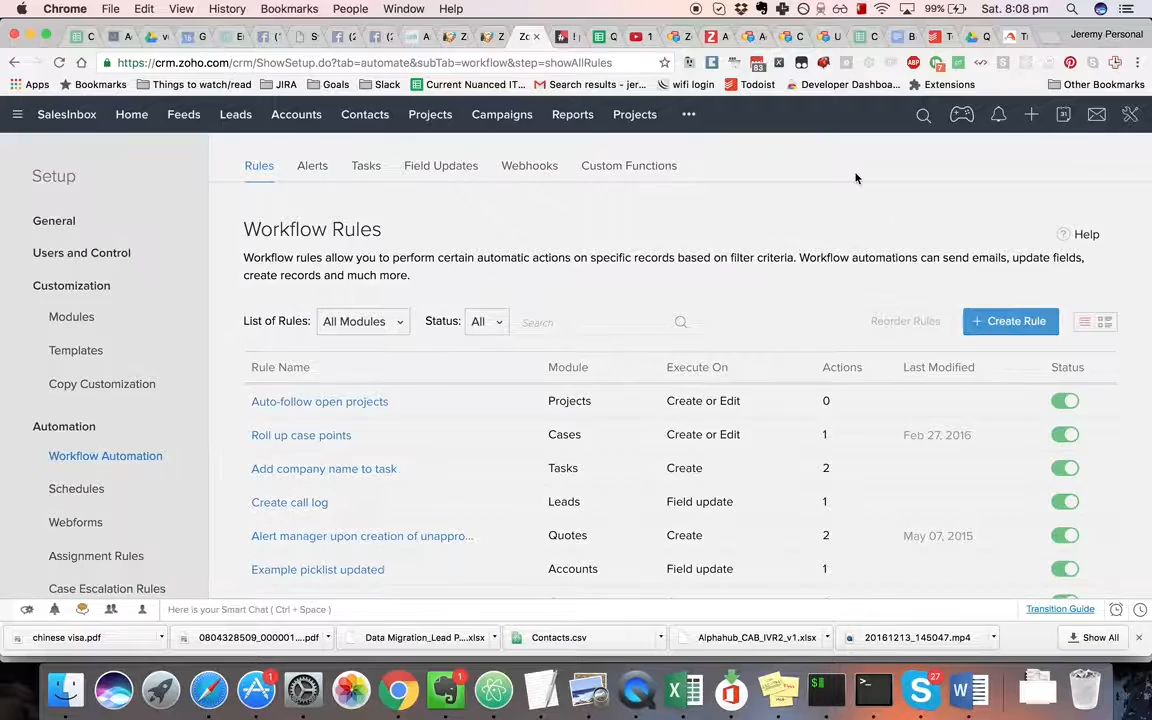 Chrome File Edit View History Bookmarks People Window Help 99% Sat. 8:08 pm
Jeremy Personal
https://crm.zoho.com/crm/ShowSetup.do?tab=automate&subTab=workflow&step=showAllRules
Apps Bookmarks Things to watch/read JIRA Goals Slack Current Nuanced IT... Search results - jer... wifi login Todoist Developer Dashboa... Extensions Other Bookmarks
SalesInbox Home Feeds Leads Accounts Contacts Projects Campaigns Reports Projects •••
Setup
General
Users and Control
Customization
Modules
Templates
Copy Customization
Automation
Workflow Automation
Schedules
Webforms
Assignment Rules
Case Escalation Rules
Rules Alerts Tasks Field Updates Webhooks Custom Functions
Workflow Rules
? Help
Workflow rules allow you to perform certain automatic actions on specific records based on filter criteria. Workflow automations can send emails, update fields,
create records and much more.
List of Rules: All Modules Status: All Search Reorder Rules + Create Rule
Rule Name Module Execute On Actions Last Modified Status
Auto-follow open projects Projects Create or Edit 0
Roll up case points Cases Create or Edit 1 Feb 27, 2016
Add company name to task Tasks Create 2
Create call log Leads Field update 1
Alert manager upon creation of unappro... Quotes Create 2 May 07, 2015
Example picklist updated Accounts Field update 1
Here is your Smart Chat ( Ctrl + Space ) Transition Guide
chinese visa.pdf 0804328509_000001....pdf Data Migration_Lead P....xlsx Contacts.csv Alphahub_CAB_IVR2_v1.xlsx 20161213_145047.mp4 Show All
1 1 27